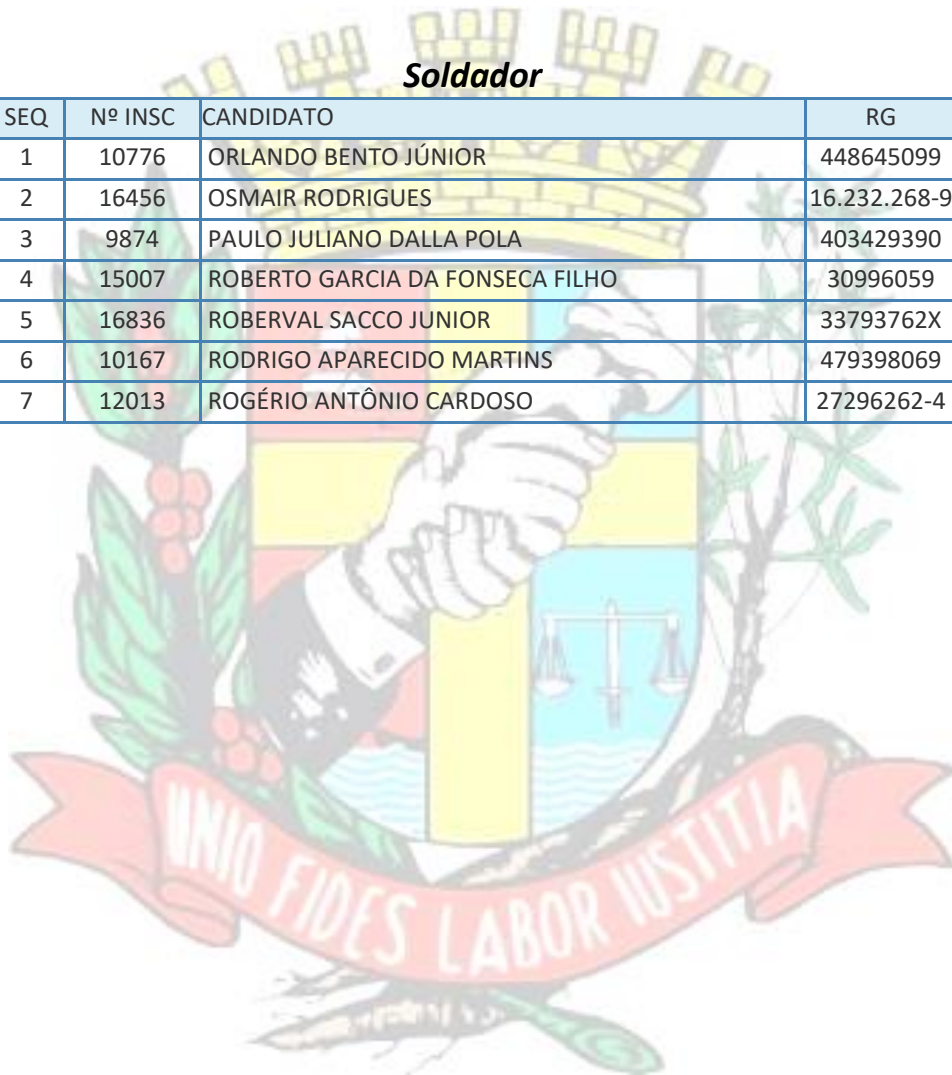 Soldador
SEQ Nº INSC CANDIDATO RG
1 10776 ORLANDO BENTO JÚNIOR 448645099
2 16456 OSMAIR RODRIGUES 16.232.268-9
3 9874 PAULO JULIANO DALLA POLA 403429390
4 15007 ROBERTO GARCIA DA FONSECA FILHO 30996059
5 16836 ROBERVAL SACCO JUNIOR 33793762X
6 10167 RODRIGO APARECIDO MARTINS 479398069
7 12013 ROGÉRIO ANTÔNIO CARDOSO 27296262-4
UNIO FIDES LABOR IUSTITIA